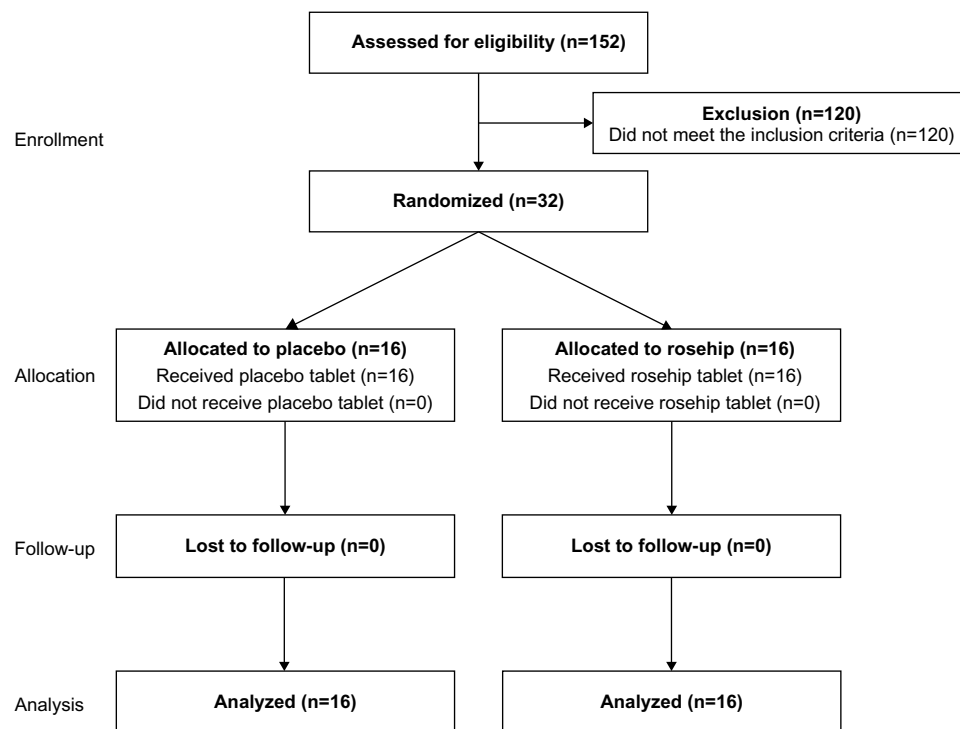 Assessed for eligibility (n=152)
Enrollment
Exclusion (n=120)
Did not meet the inclusion criteria (n=120)
Randomized (n=32)
Allocation
Allocated to placebo (n=16)
Received placebo tablet (n=16)
Did not receive placebo tablet (n=0)
Allocated to rosehip (n=16)
Received rosehip tablet (n=16)
Did not receive rosehip tablet (n=0)
Follow-up
Lost to follow-up (n=0)
Lost to follow-up (n=0)
Analysis
Analyzed (n=16)
Analyzed (n=16)